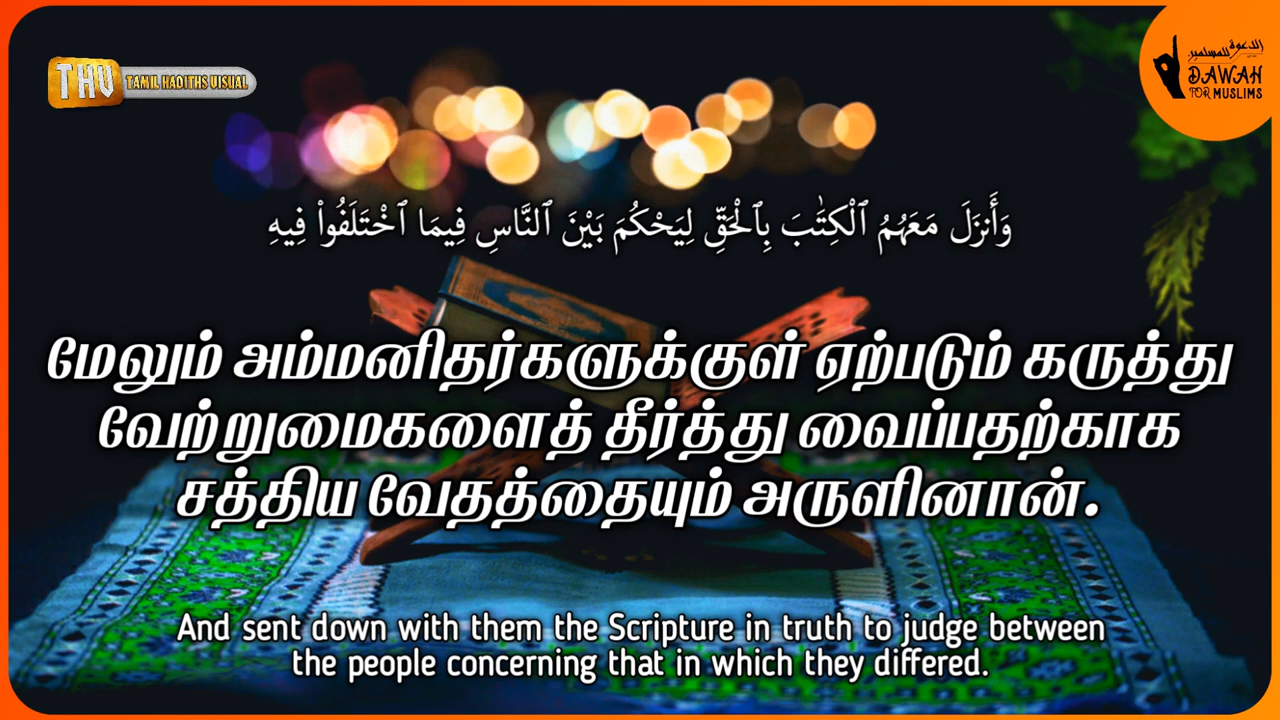 THV TAMIL HADITHS VISUAL
الدعوة للمسلمين
DAWAH
FOR MUSLIMS
وَأَنزَلَ مَعَهُمُ ٱلْكِتَٰبَ بِٱلْحَقِّ لِيَحْكُمَ بَيْنَ ٱلنَّاسِ فِيمَا ٱخْتَلَفُوا۟ فِيهِ
மேலும் அம்மனிதர்களுக்குள் ஏற்படும் கருத்து
வேற்றுமைகளைத் தீர்த்து வைப்பதற்காக
சத்திய வேதத்தையும் அருளினான்.
And sent down with them the Scripture in truth to judge between
the people concerning that in which they differed.